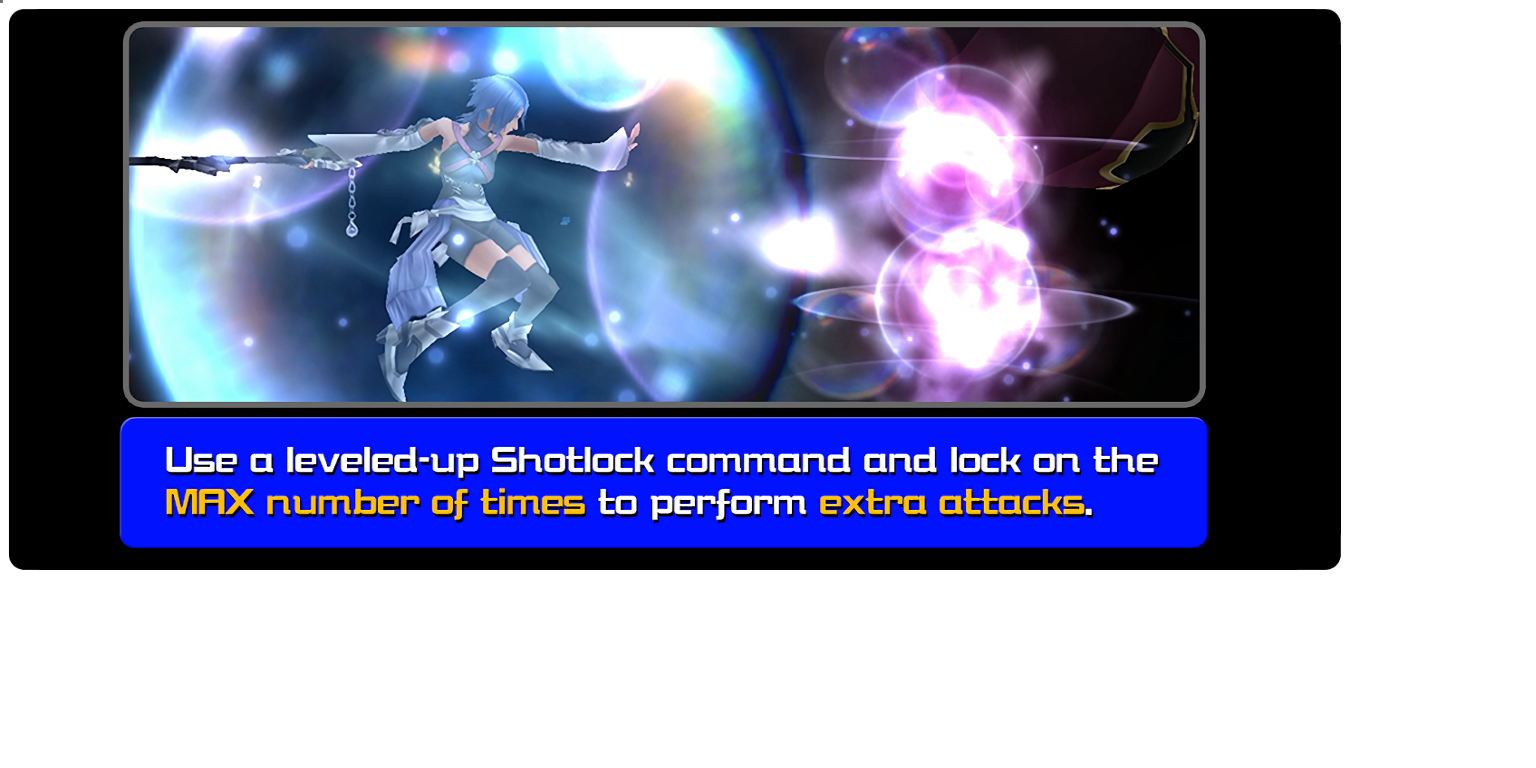 Use a leveled-up Shotlock command and lock on the
MAX number of times to perform extra attacks.